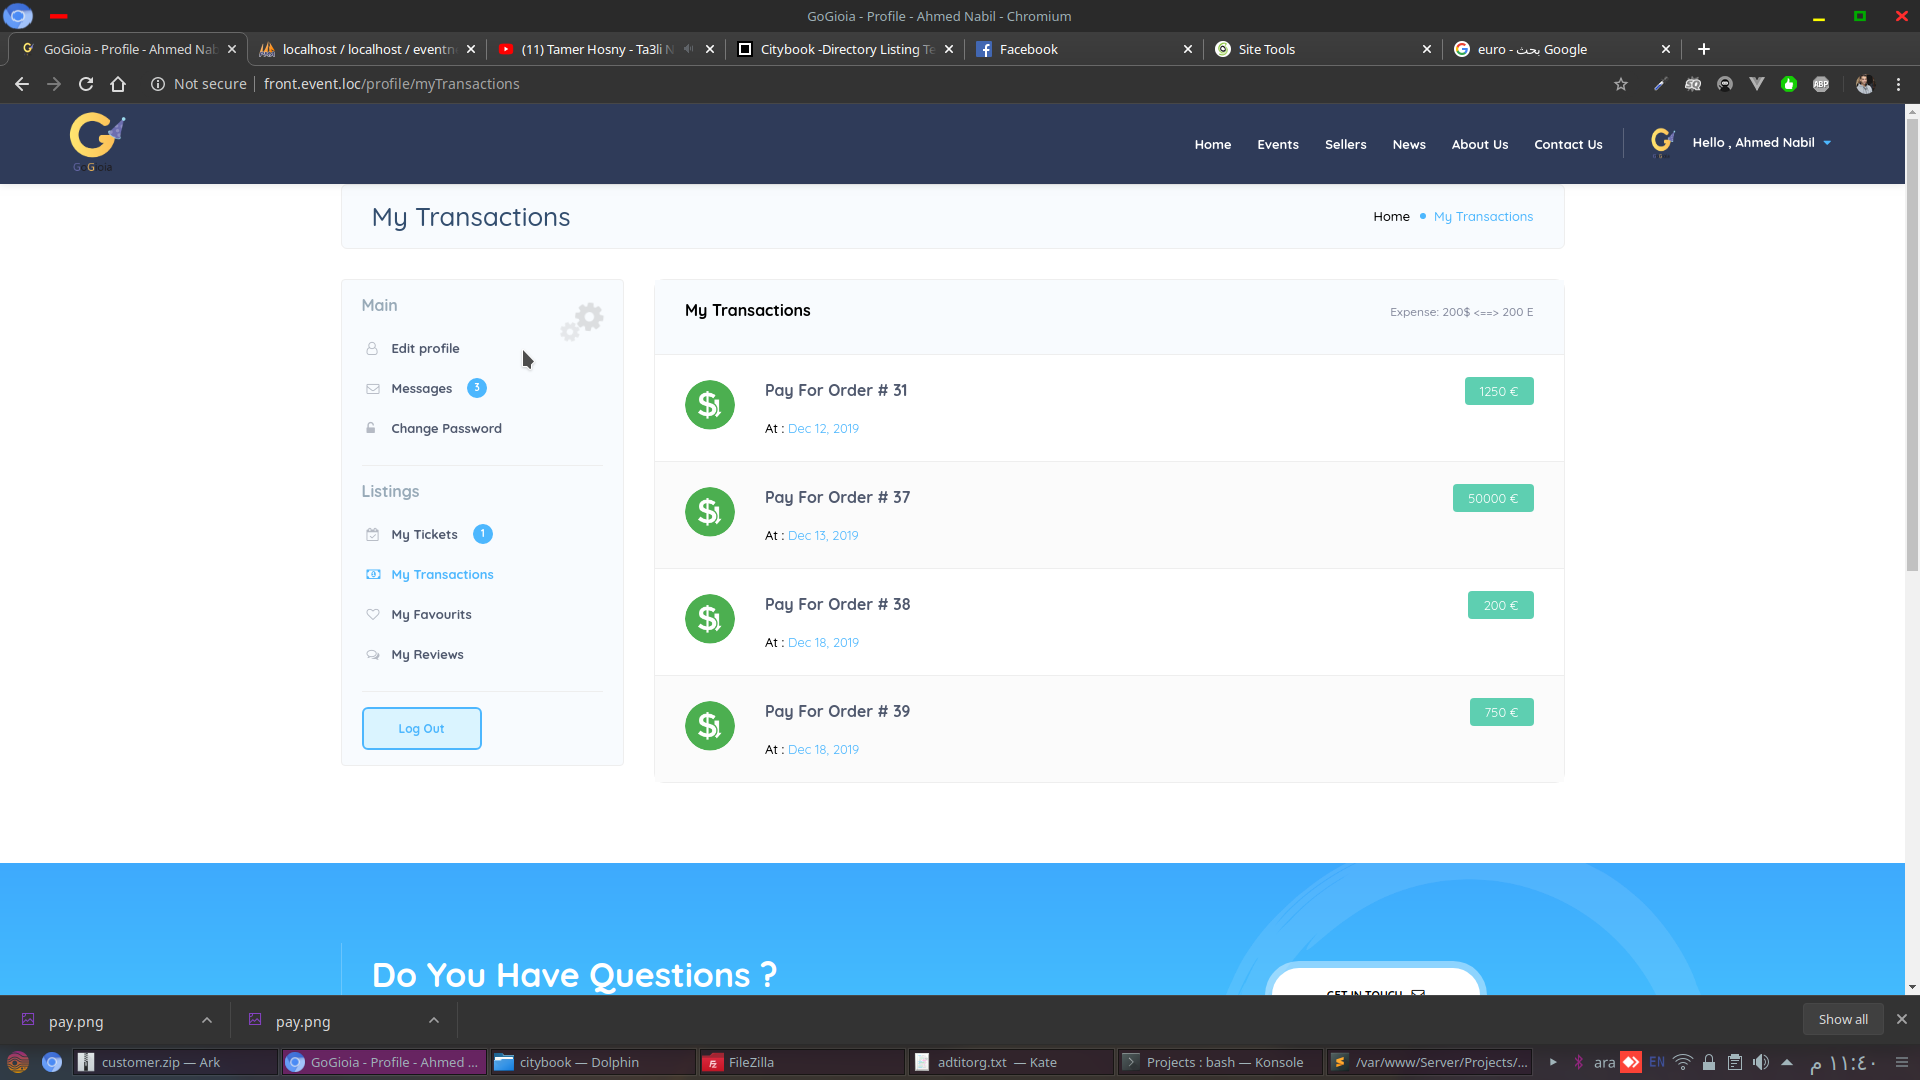 GoGioia - Profile - Ahmed Nabil - Chromium
GoGioia - Profile - Ahmed Nab
localhost / localhost / eventn
(11) Tamer Hosny - Ta3li N
Citybook -Directory Listing Te
Facebook
Site Tools
euro - بحث Google
Not secure
front.event.loc/profile/myTransactions
GoGioia
Home
Events
Sellers
News
About Us
Contact Us
Hello , Ahmed Nabil
My Transactions
Home
My Transactions
Main
Edit profile
Messages 3
Change Password
Listings
My Tickets 1
My Transactions
My Favourits
My Reviews
Log Out
My Transactions
Expense: 200$ <==> 200 E
Pay For Order # 31
1250 €
At : Dec 12, 2019
Pay For Order # 37
50000 €
At : Dec 13, 2019
Pay For Order # 38
200 €
At : Dec 18, 2019
Pay For Order # 39
750 €
At : Dec 18, 2019
Do You Have Questions ?
GET IN TOUCH
pay.png
pay.png
Show all
customer.zip — Ark
GoGioia - Profile - Ahmed ...
citybook — Dolphin
FileZilla
adtitorg.txt — Kate
Projects : bash — Konsole
/var/www/Server/Projects/...
ara
EN
١١:٤٠ م